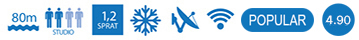 80m
STUDIO
1,2
SPRAT
POPULAR
4.90